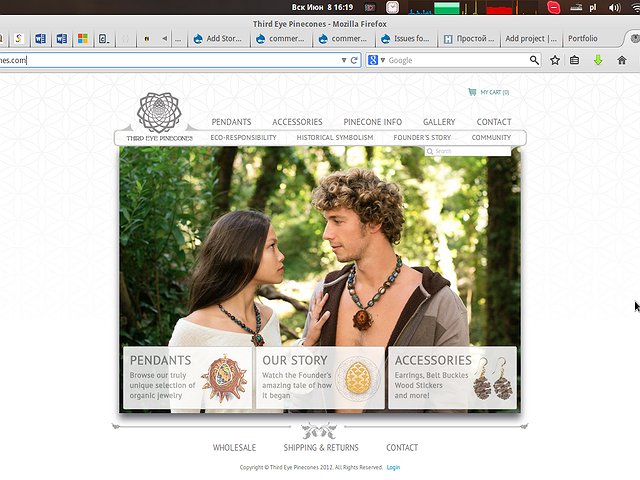 Вск Июн 8 16:19
pl
Third Eye Pinecones - Mozilla Firefox
Add Stor...
commer...
commer...
Issues fo...
Простой ...
Add project | ...
Portfolio
nes.com
Google
MY CART (0)
THIRD EYE PINECONES
PENDANTS ACCESSORIES PINECONE INFO GALLERY CONTACT
ECO-RESPONSIBILITY HISTORICAL SYMBOLISM FOUNDER'S STORY COMMUNITY
Search
PENDANTS
Browse our truly
unique selection of
organic jewelry
OUR STORY
Watch the Founder's
amazing tale of how
it began
ACCESSORIES
Earrings, Belt Buckles
Wood Stickers
and more!
WHOLESALE SHIPPING & RETURNS CONTACT
Copyright © Third Eye Pinecones 2012. All Rights Reserved. Login